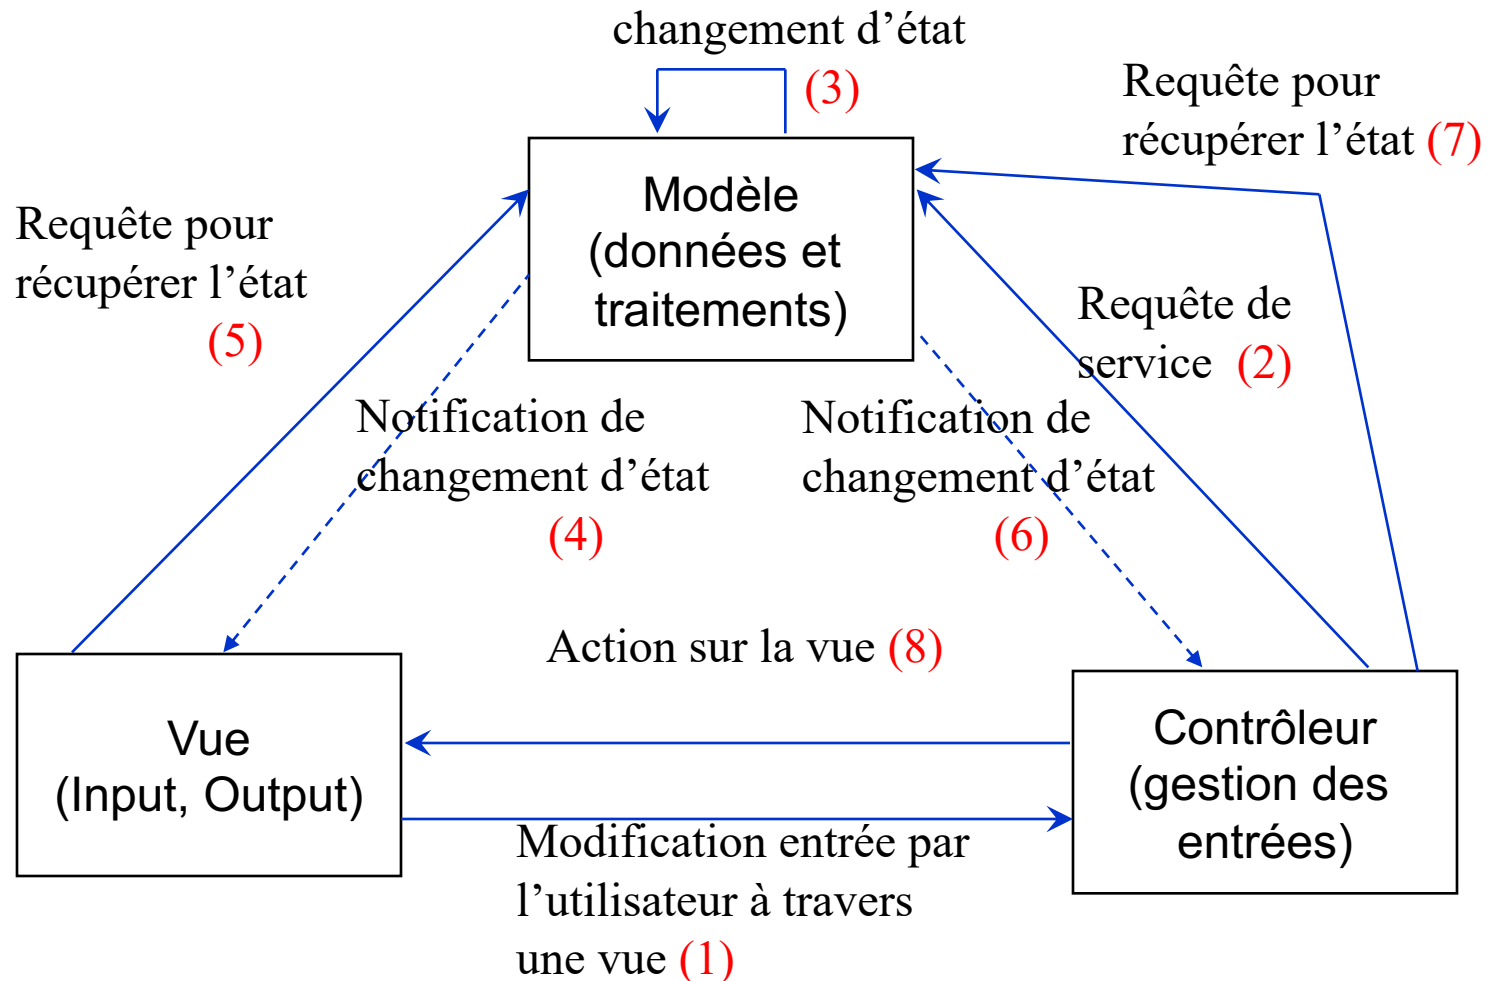 changement d’état
(3)
Requête pour
récupérer l’état (7)
Modèle
(données et
traitements)
Requête pour
récupérer l’état
(5)
Requête de
service (2)
Notification de
changement d’état
(4)
Notification de
changement d’état
(6)
Action sur la vue (8)
Vue
(Input, Output)
Contrôleur
(gestion des
entrées)
Modification entrée par
l’utilisateur à travers
une vue (1)